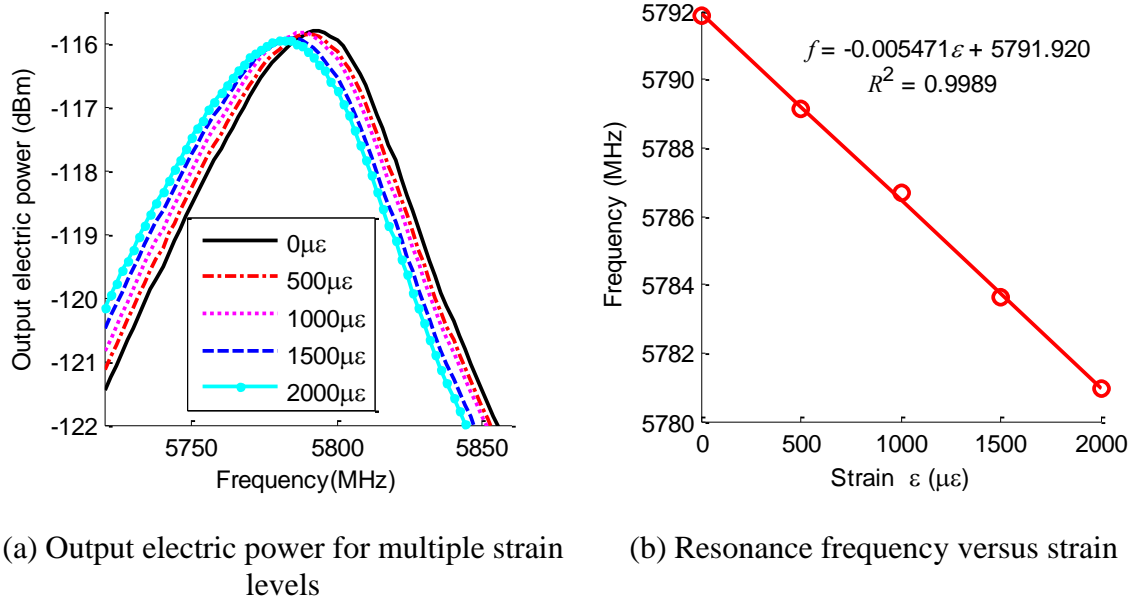 -116
-117
-118
-119
-120
-121
-122
Output electric power (dBm)
0με
500με
1000με
1500με
2000με
5750
5800
5850
Frequency(MHz)
5792
5790
5788
5786
5784
5782
5780
Frequency (MHz)
f = -0.005471ε + 5791.920
R² = 0.9989
0
500
1000
1500
2000
Strain ε (με)
(a) Output electric power for multiple strain
levels
(b) Resonance frequency versus strain